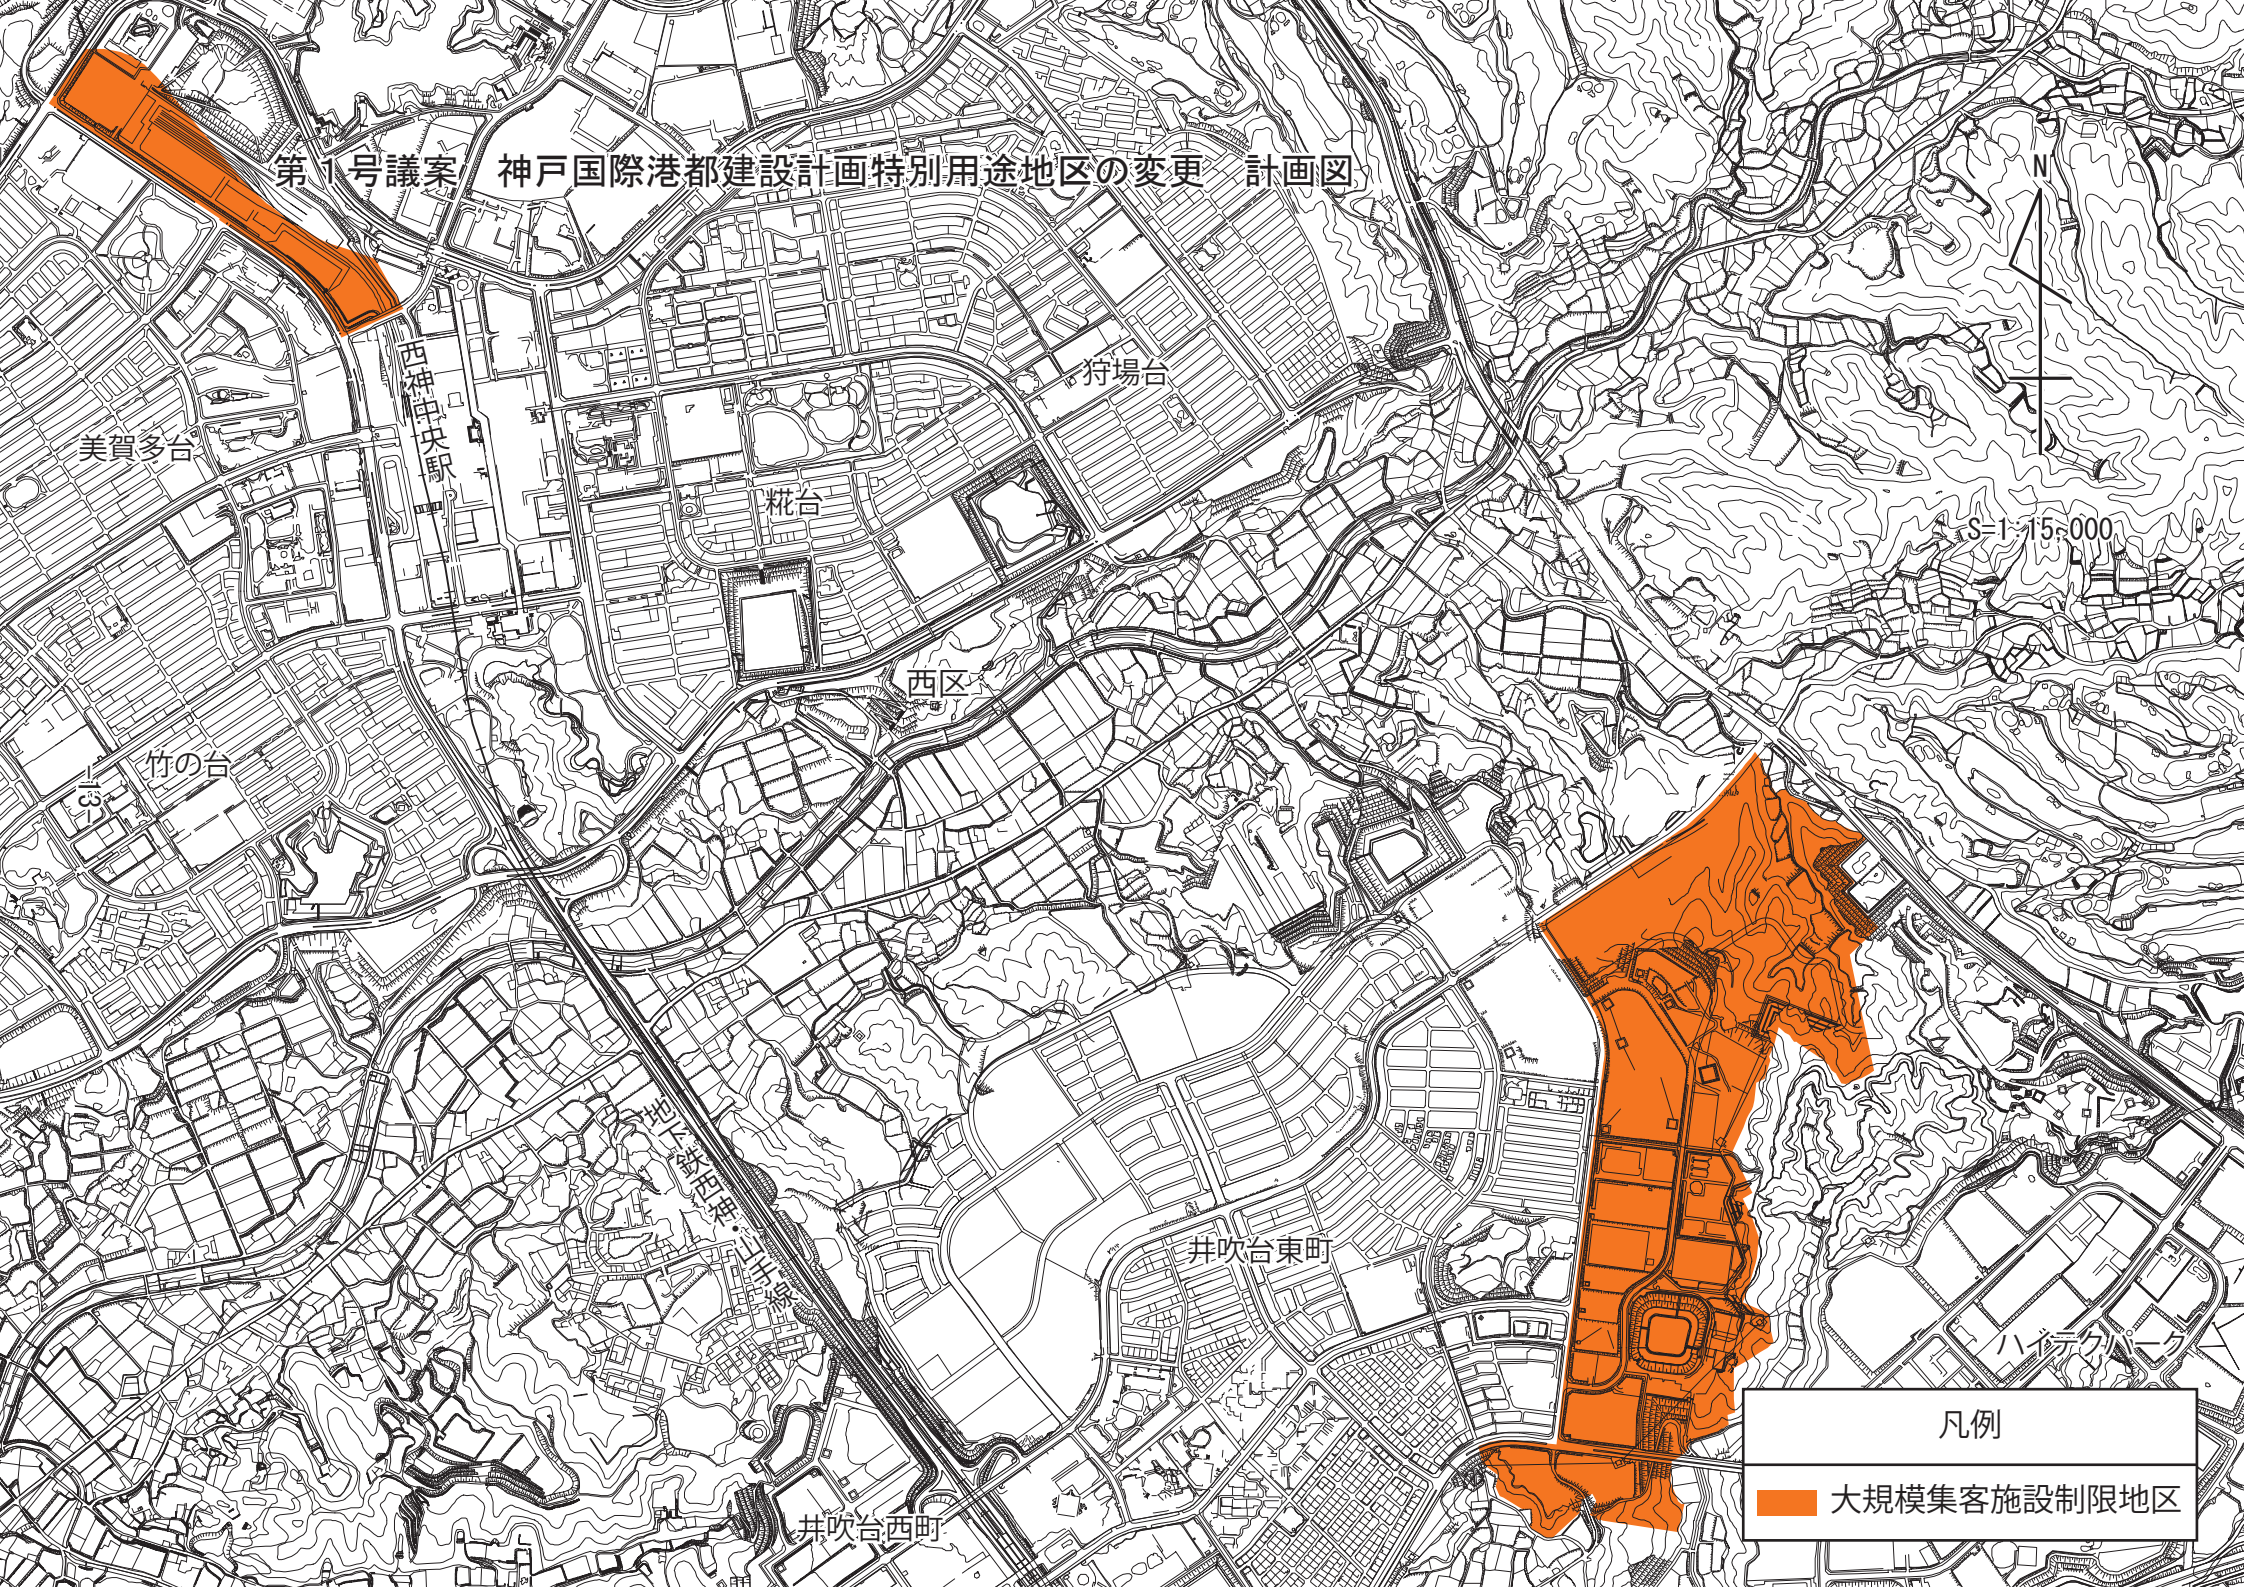 第1号議案　神戸国際港都建設計画特別用途地区の変更　計画図
N
西神中央駅
狩場台
美賀多台
糀台
S=1:15,000
西区
竹の台
-計3-
地下鉄西神・山手線
井吹台東町
ハイテクパーク
凡例
大規模集客施設制限地区
井吹台西町